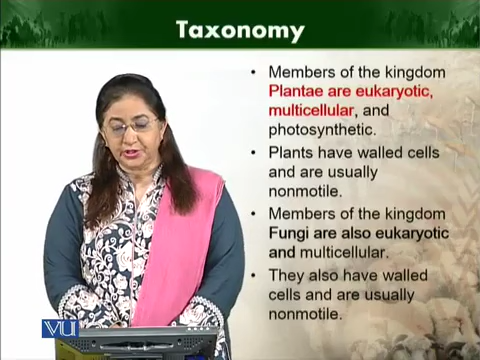 Taxonomy
• Members of the kingdom
Plantae are eukaryotic,
multicellular, and
photosynthetic.
• Plants have walled cells
and are usually
nonmotile.
• Members of the kingdom
Fungi are also eukaryotic
and multicellular.
• They also have walled
cells and are usually
nonmotile.
VU